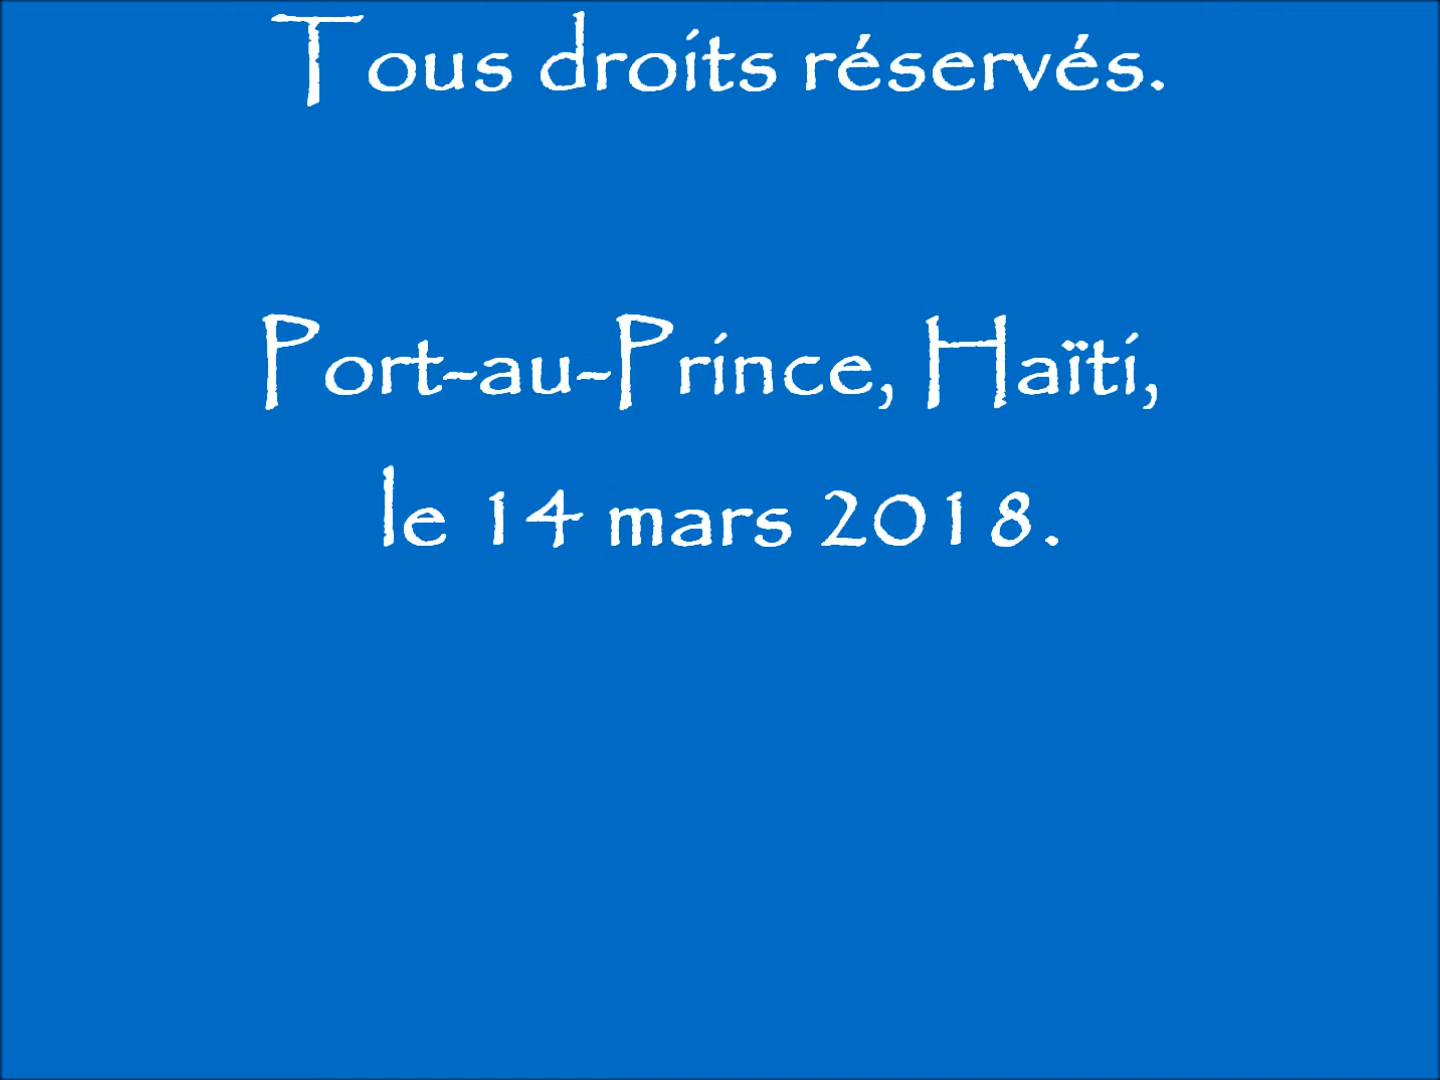 Tous droits réservés.
Port-au-Prince, Haïti,
le 14 mars 2018.